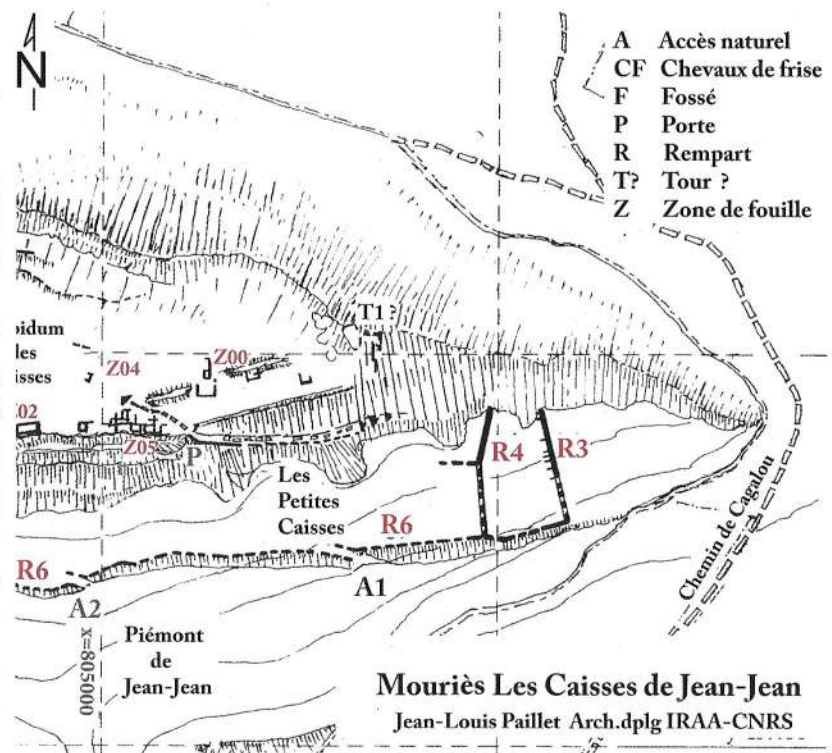 N
A Accès naturel
CF Chevaux de frise
F Fossé
P Porte
R Rempart
T? Tour ?
Z Zone de fouille
T1 ?
Z00
Z04
Z05
P
R4
R3
Les
Petites
Caisses
R6
R6
A1
A2
Chemin de Cagalou
x=805000
Piémont
de
Jean-Jean
Mouriès Les Caisses de Jean-Jean
Jean-Louis Paillet Arch.dplg IRAA-CNRS